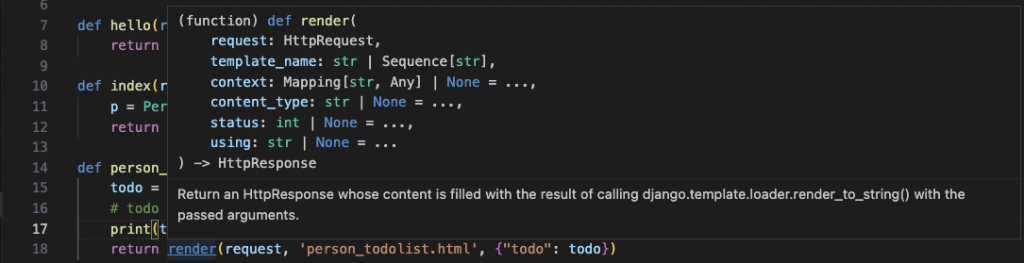 6
7 def hello(r
8 return
9
10 def index(r
11 p = Per
12 return
13
14 def person_
15 todo =
16 # todo
17 print(t
18 return render(request, 'person_todolist.html', {"todo": todo})
(function) def render(
request: HttpRequest,
template_name: str | Sequence[str],
context: Mapping[str, Any] | None = ...,
content_type: str | None = ...,
status: int | None = ...,
using: str | None = ...
) -> HttpResponse
Return an HttpResponse whose content is filled with the result of calling django.template.loader.render_to_string() with the
passed arguments.